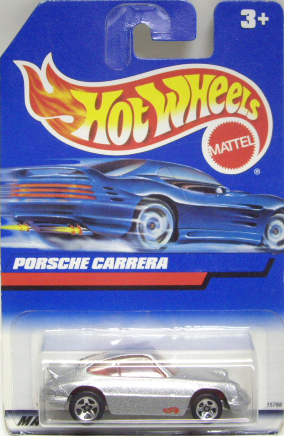 3+
HOT WHEELS
MATTEL
®
PORSCHE CARRERA